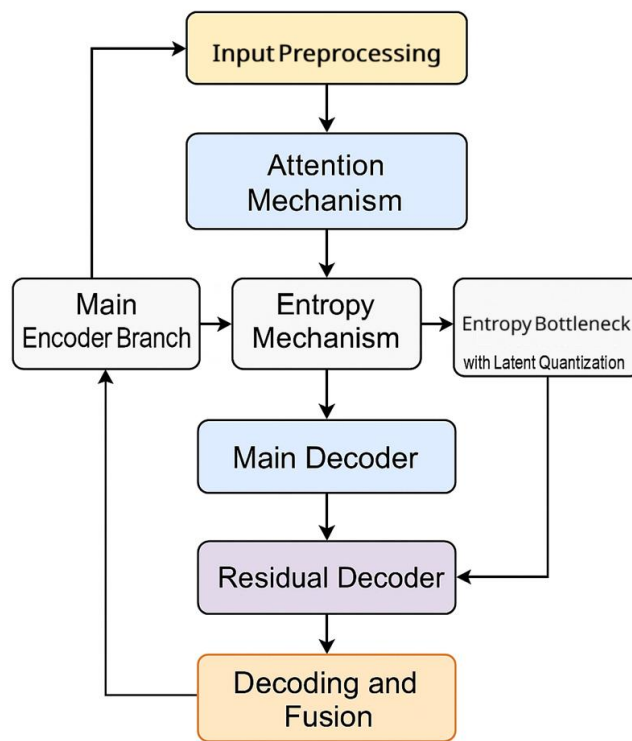 Input Preprocessing
Attention
Mechanism
Main
Encoder Branch
Entropy
Mechanism
Entropy Bottleneck
with Latent Quantization
Main Decoder
Residual Decoder
Decoding and
Fusion